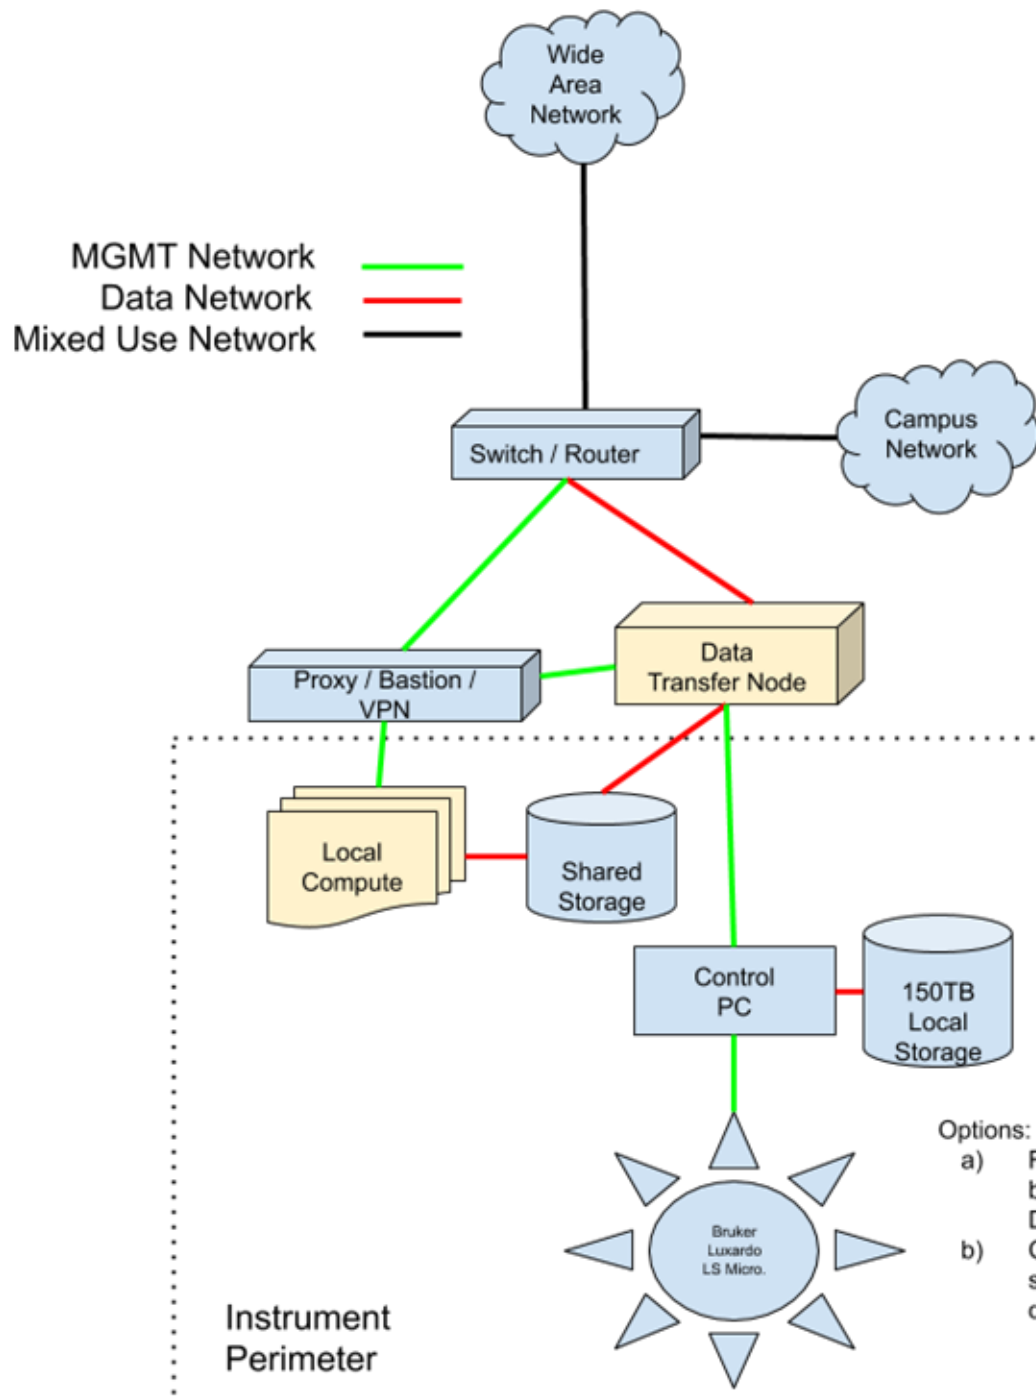 Wide
Area
Network
MGMT Network
Data Network
Mixed Use Network
Switch / Router
Campus
Network
Data
Transfer Node
Proxy / Bastion /
VPN
Local
Compute
Shared
Storage
Control
PC
150TB
Local
Storage
Bruker
Luxardo
LS Micro.
Options:
a)
b)
Instrument
Perimeter